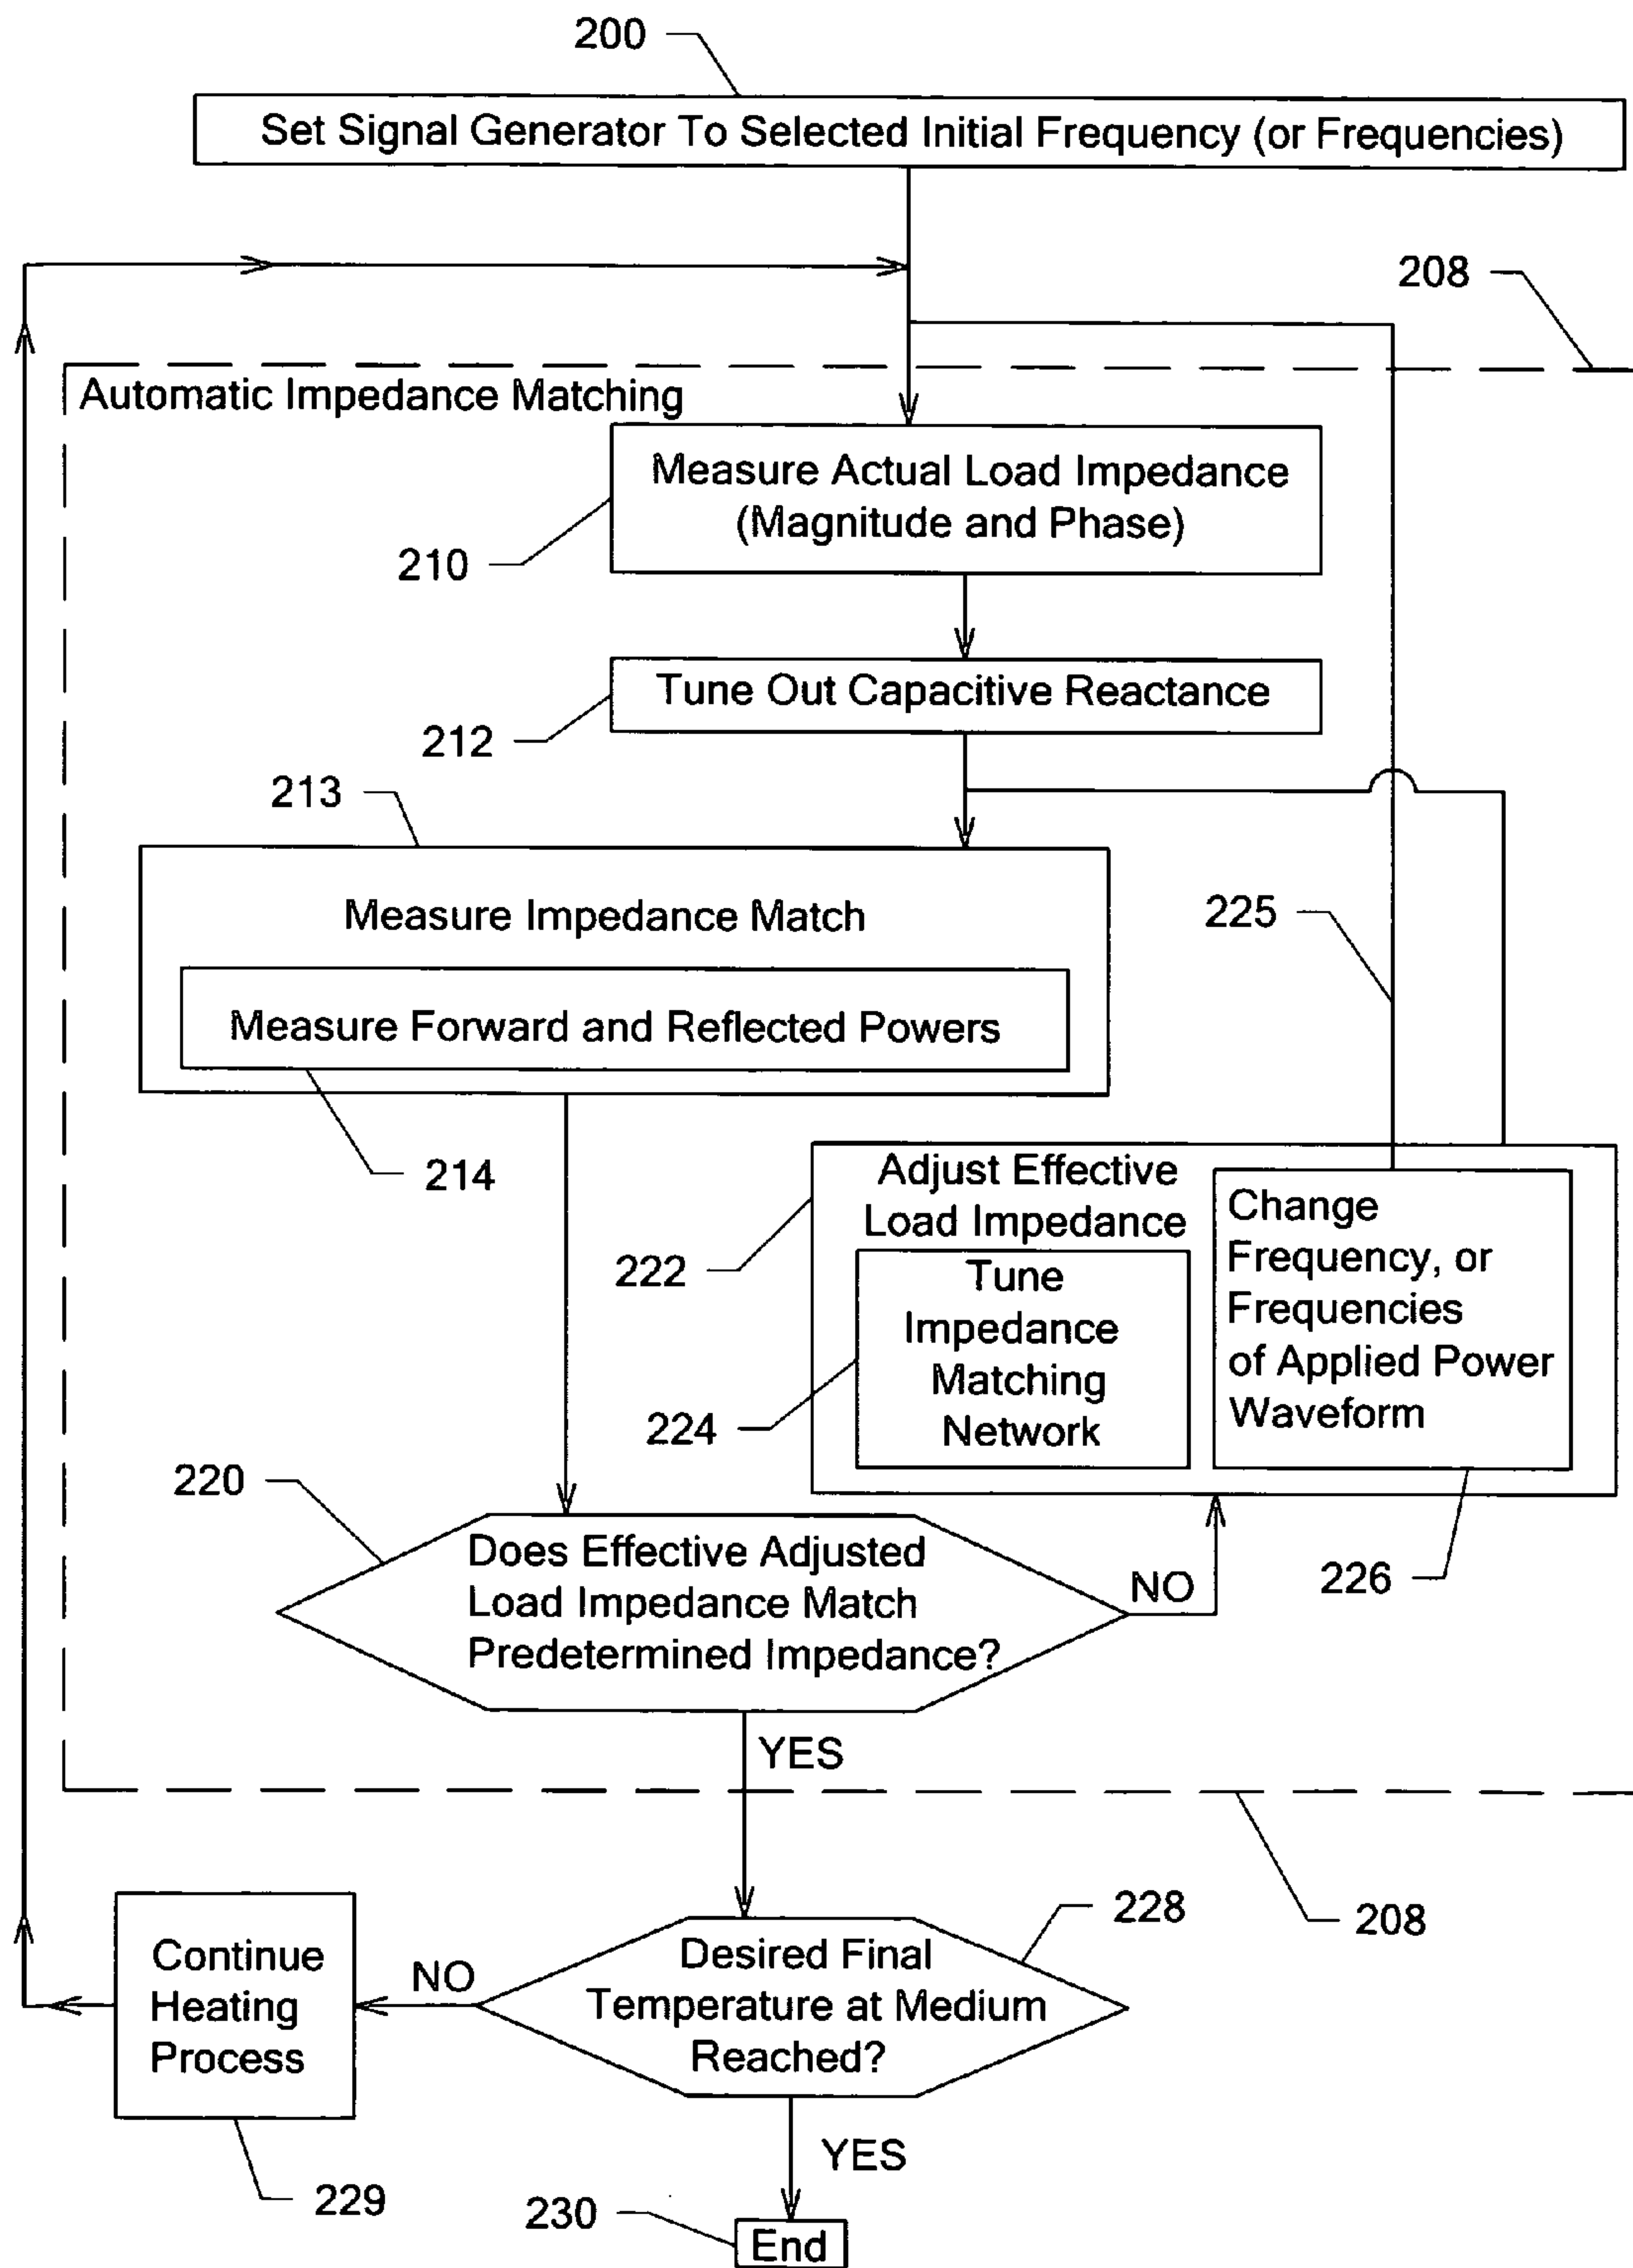 200
Set Signal Generator To Selected Initial Frequency (or Frequencies)
208
Automatic Impedance Matching
Measure Actual Load Impedance
(Magnitude and Phase)
210
Tune Out Capacitive Reactance
212
213
Measure Impedance Match
225
Measure Forward and Reflected Powers
214
Adjust Effective
Load Impedance
222
Tune
Impedance
Matching
Network
224
Change
Frequency, or
Frequencies
of Applied Power
Waveform
226
220
Does Effective Adjusted
Load Impedance Match
Predetermined Impedance?
NO
YES
208
228
Desired Final
Temperature at Medium
Reached?
NO
Continue
Heating
Process
229
YES
230
End